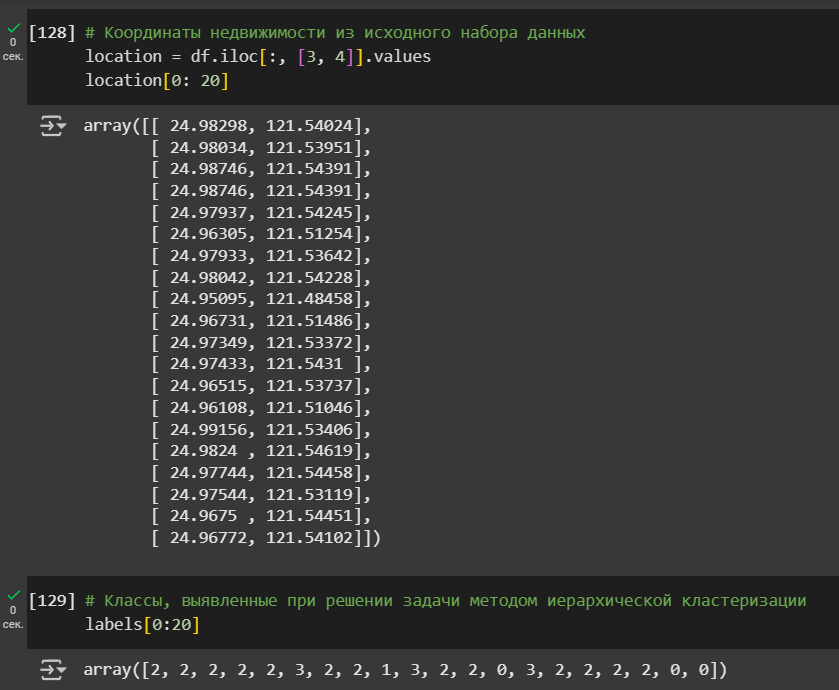 [128] # Координаты недвижимости из исходного набора данных
0
сек.
location = df.iloc[:, [3, 4]].values
location[0: 20]
array([[ 24.98298, 121.54024],
[ 24.98034, 121.53951],
[ 24.98746, 121.54391],
[ 24.98746, 121.54391],
[ 24.97937, 121.54245],
[ 24.96305, 121.51254],
[ 24.97933, 121.53642],
[ 24.98042, 121.54228],
[ 24.95095, 121.48458],
[ 24.96731, 121.51486],
[ 24.97349, 121.53372],
[ 24.97433, 121.5431 ],
[ 24.96515, 121.53737],
[ 24.96108, 121.51046],
[ 24.99156, 121.53406],
[ 24.9824 , 121.54619],
[ 24.97744, 121.54458],
[ 24.97544, 121.53119],
[ 24.9675 , 121.54451],
[ 24.96772, 121.54102]])
[129] # Классы, выявленные при решении задачи методом иерархической кластеризации
0
сек.
labels[0:20]
array([2, 2, 2, 2, 2, 3, 2, 2, 1, 3, 2, 2, 0, 3, 2, 2, 2, 2, 0, 0])